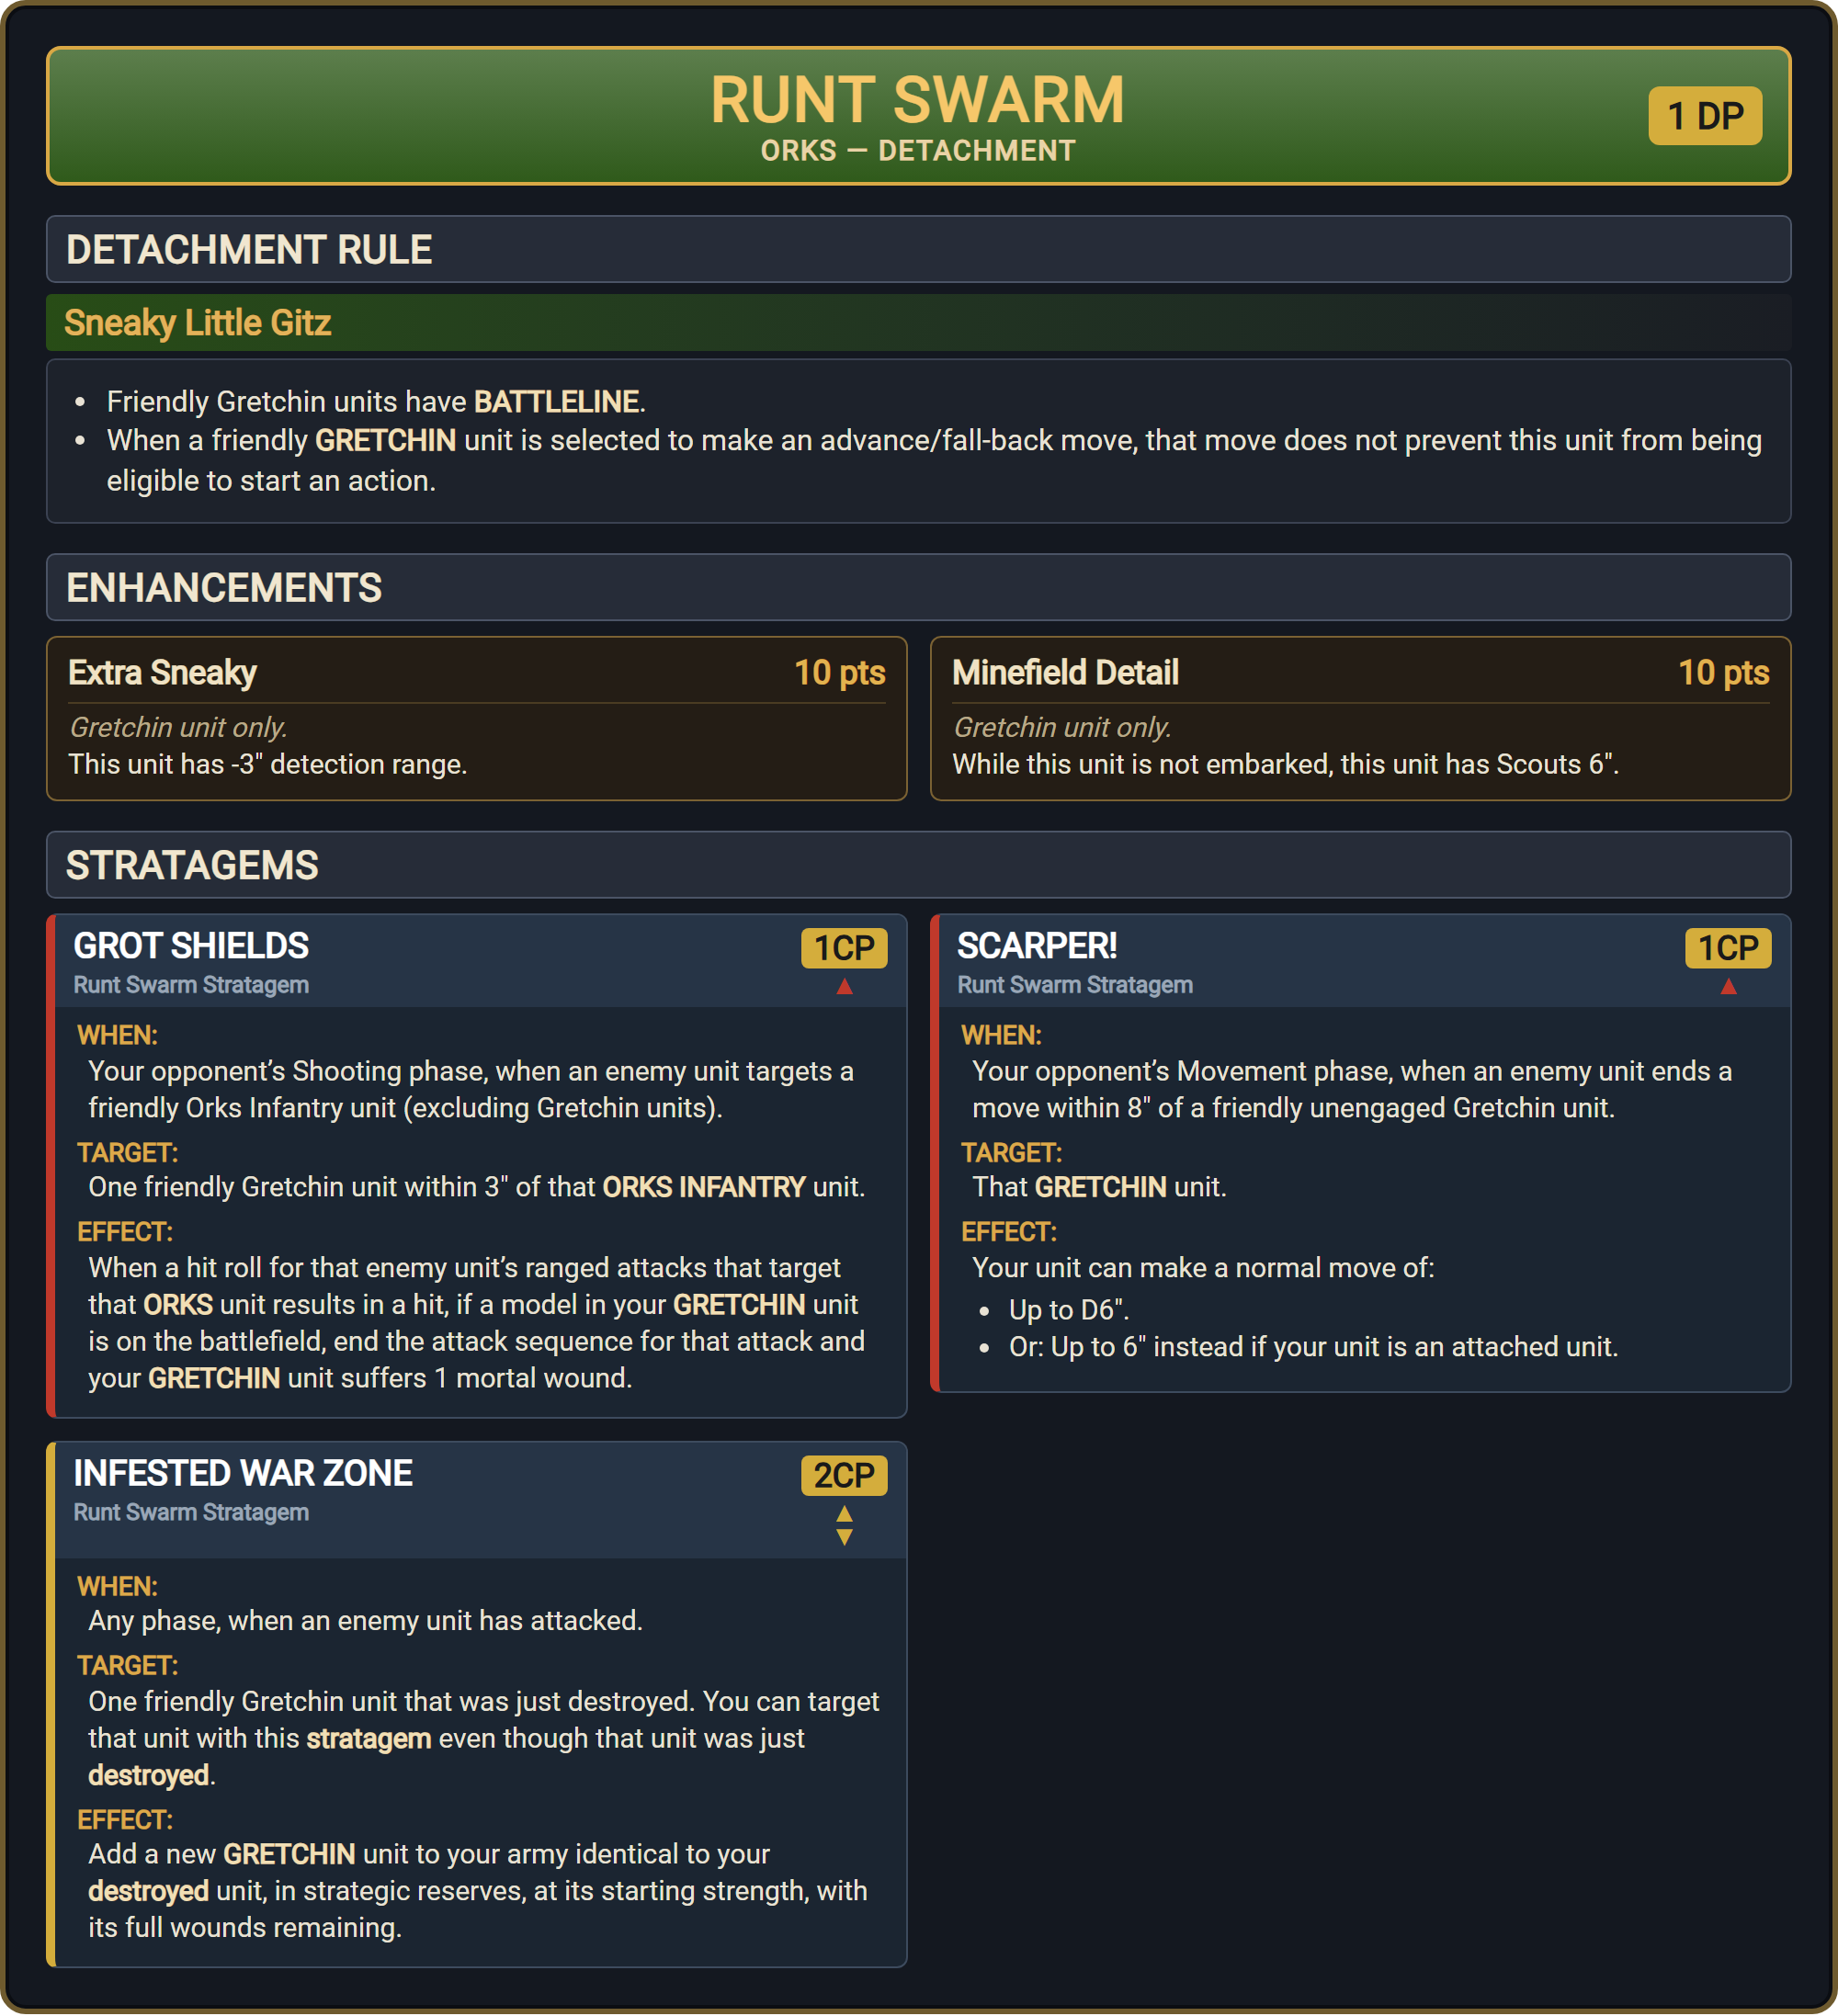 RUNT SWARM
ORKS — DETACHMENT
1 DP
DETACHMENT RULE
Sneaky Little Gitz
• Friendly Gretchin units have BATTLELINE.
• When a friendly GRETCHIN unit is selected to make an advance/fall-back move, that move does not prevent this unit from being
eligible to start an action.
ENHANCEMENTS
Extra Sneaky 10 pts
Gretchin unit only.
This unit has -3" detection range.
Minefield Detail 10 pts
Gretchin unit only.
While this unit is not embarked, this unit has Scouts 6".
STRATAGEMS
GROT SHIELDS 1CP
Runt Swarm Stratagem ▲
WHEN:
Your opponent’s Shooting phase, when an enemy unit targets a
friendly Orks Infantry unit (excluding Gretchin units).
TARGET:
One friendly Gretchin unit within 3" of that ORKS INFANTRY unit.
EFFECT:
When a hit roll for that enemy unit’s ranged attacks that target
that ORKS unit results in a hit, if a model in your GRETCHIN unit
is on the battlefield, end the attack sequence for that attack and
your GRETCHIN unit suffers 1 mortal wound.
SCARPER! 1CP
Runt Swarm Stratagem ▲
WHEN:
Your opponent’s Movement phase, when an enemy unit ends a
move within 8" of a friendly unengaged Gretchin unit.
TARGET:
That GRETCHIN unit.
EFFECT:
Your unit can make a normal move of:
• Up to D6".
• Or: Up to 6" instead if your unit is an attached unit.
INFESTED WAR ZONE 2CP
Runt Swarm Stratagem ▲
▼
WHEN:
Any phase, when an enemy unit has attacked.
TARGET:
One friendly Gretchin unit that was just destroyed. You can target
that unit with this stratagem even though that unit was just
destroyed.
EFFECT:
Add a new GRETCHIN unit to your army identical to your
destroyed unit, in strategic reserves, at its starting strength, with
its full wounds remaining.